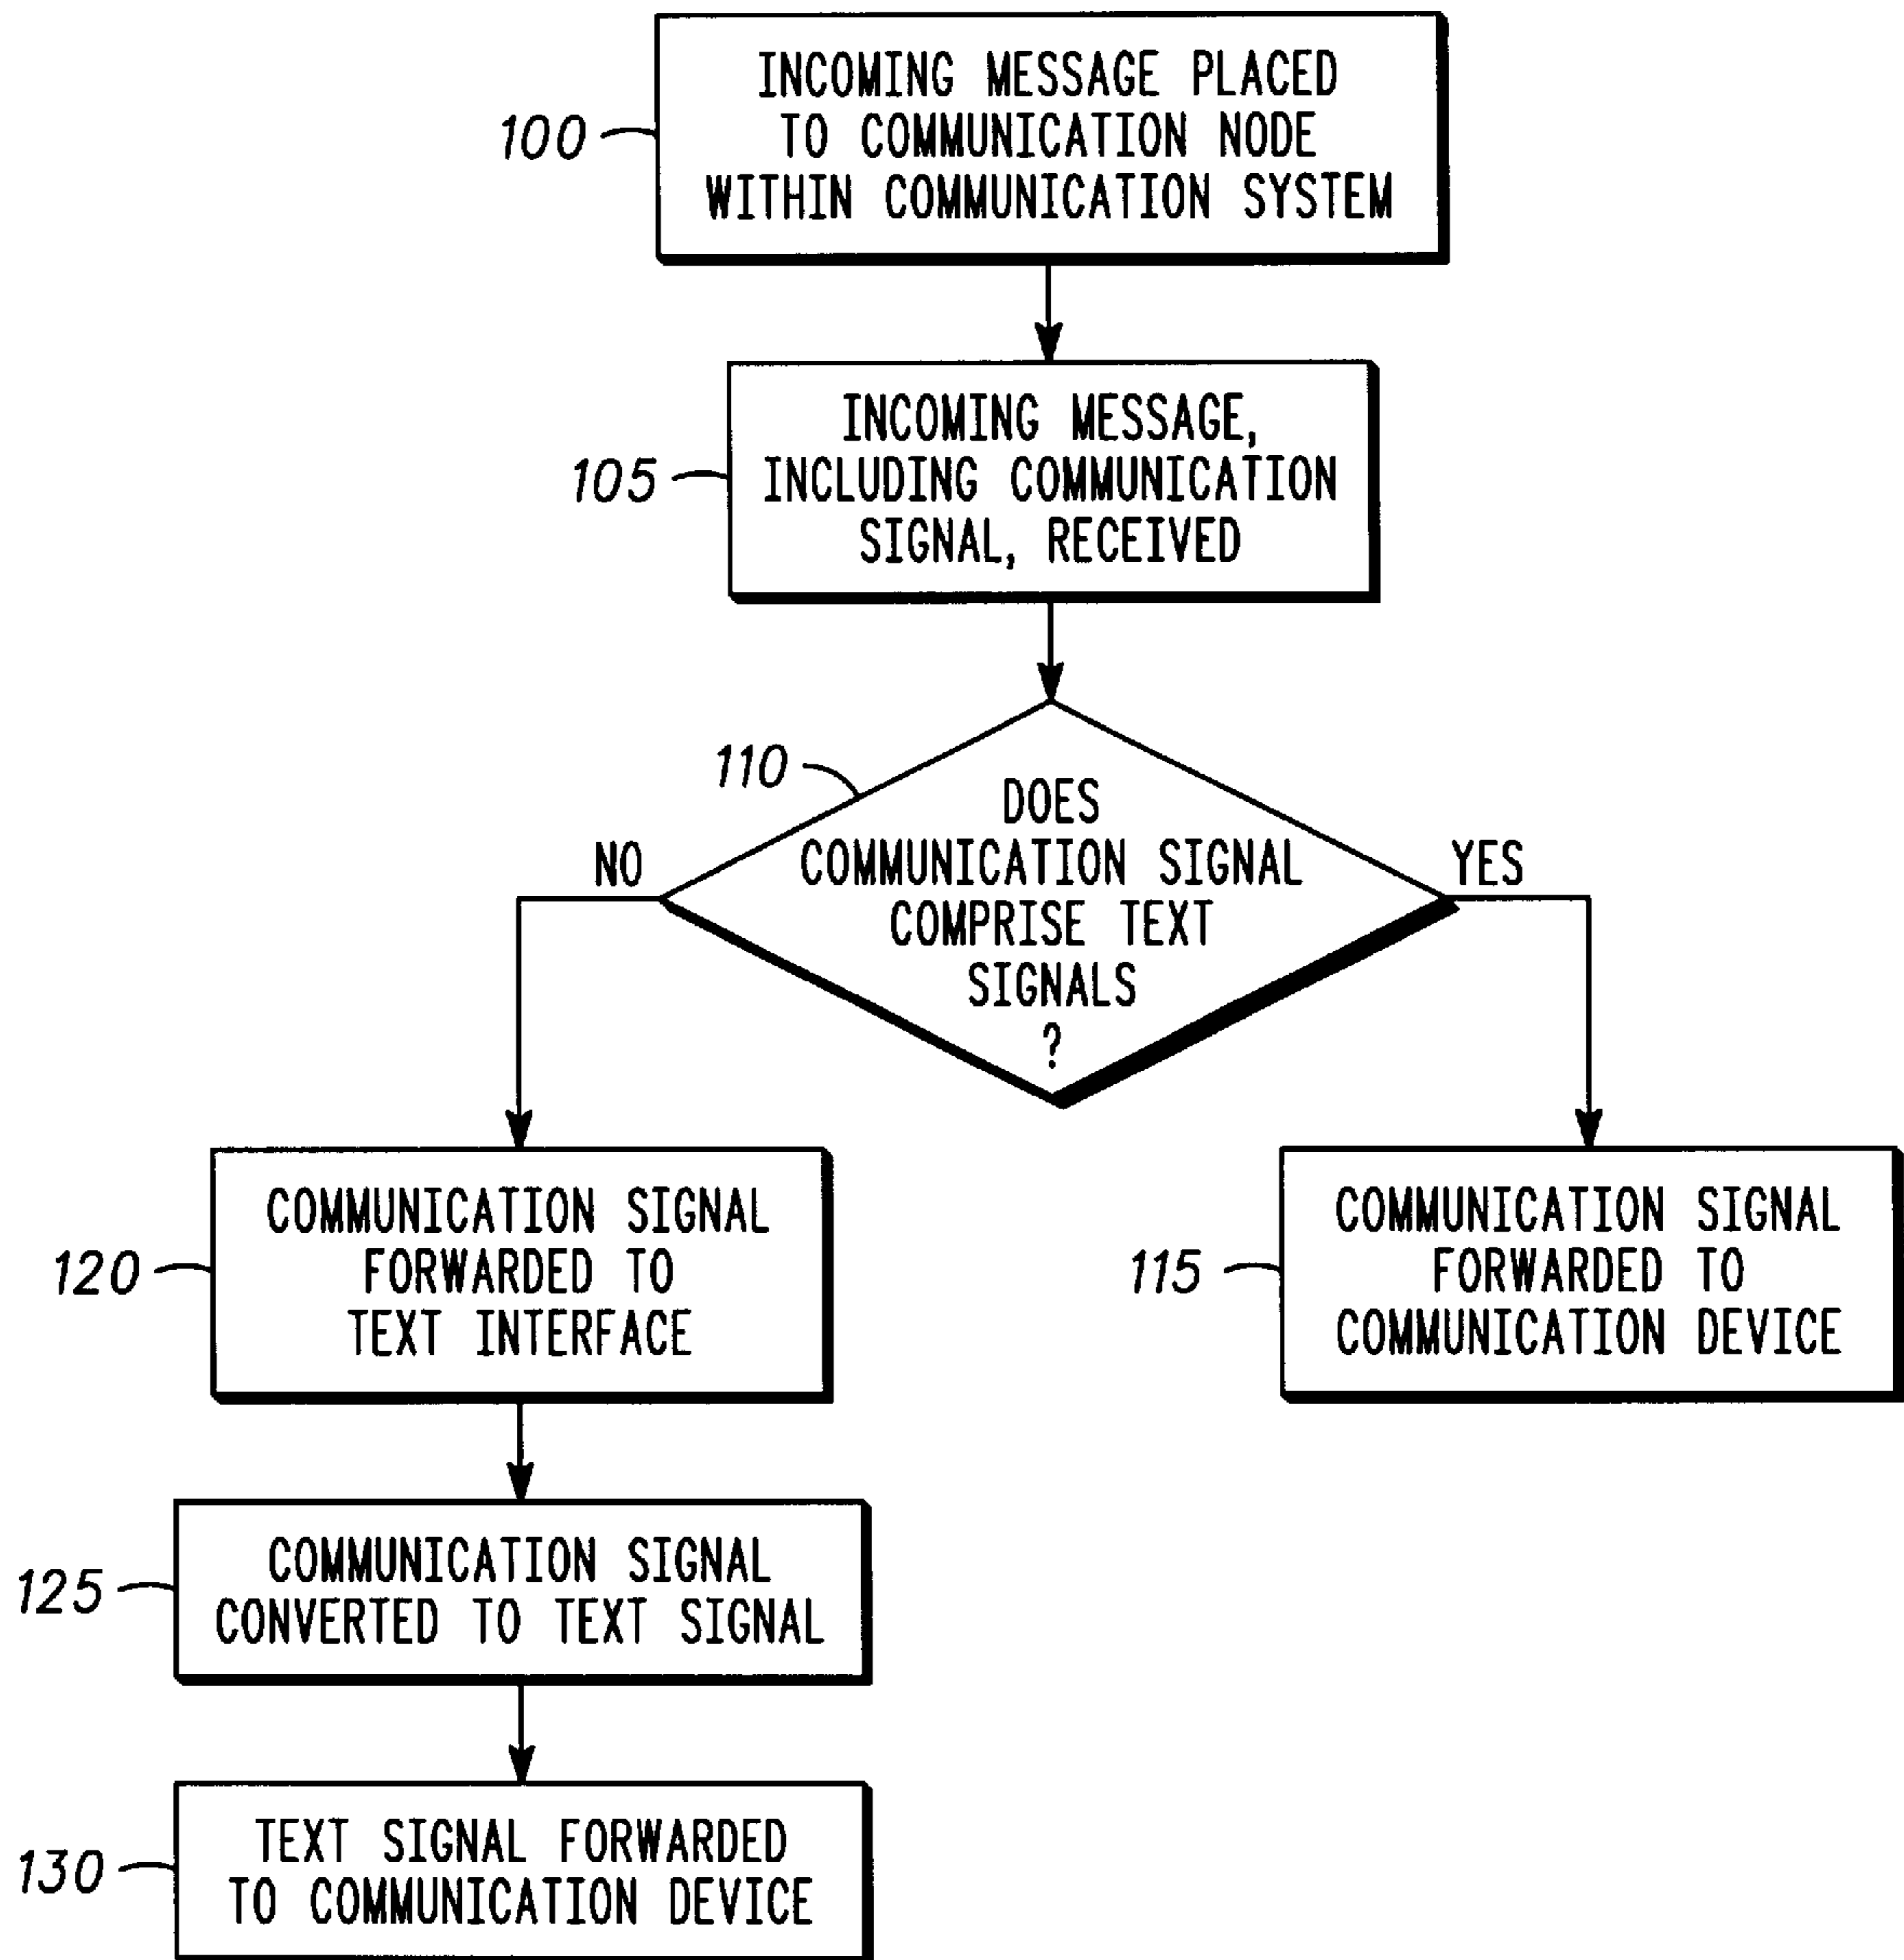 INCOMING MESSAGE PLACED
TO COMMUNICATION NODE
WITHIN COMMUNICATION SYSTEM
100
INCOMING MESSAGE,
INCLUDING COMMUNICATION
SIGNAL, RECEIVED
105
110
DOES
COMMUNICATION SIGNAL
COMPRISE TEXT
SIGNALS
?
NO
YES
COMMUNICATION SIGNAL
FORWARDED TO
TEXT INTERFACE
120
COMMUNICATION SIGNAL
FORWARDED TO
COMMUNICATION DEVICE
115
COMMUNICATION SIGNAL
CONVERTED TO TEXT SIGNAL
125
TEXT SIGNAL FORWARDED
TO COMMUNICATION DEVICE
130